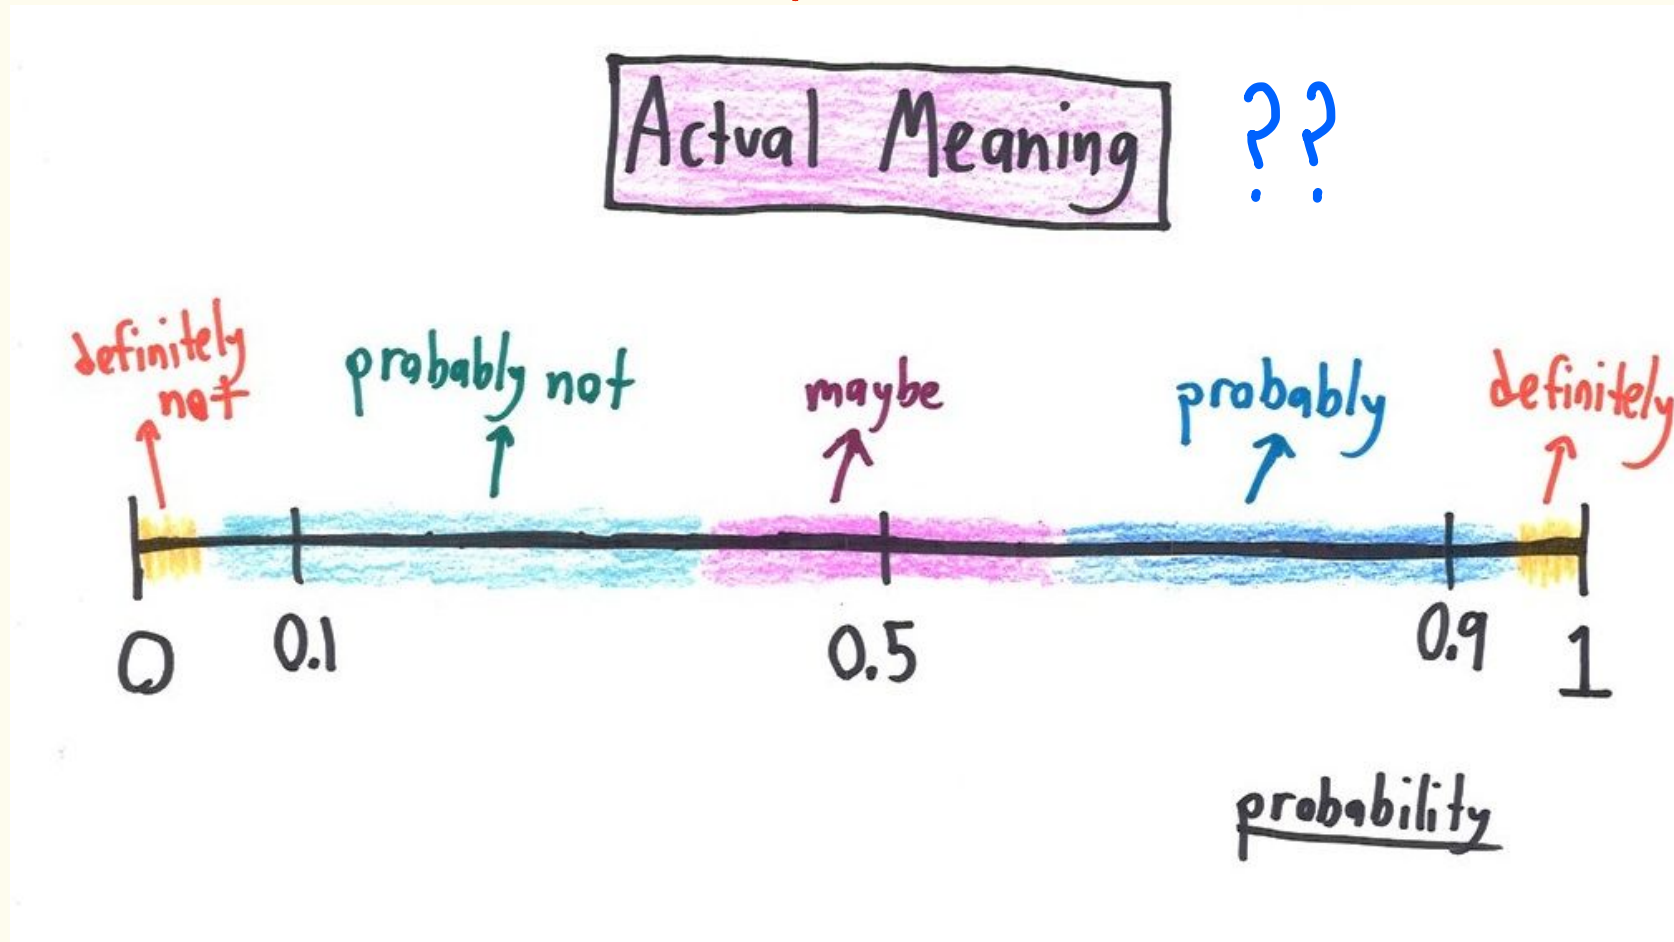 Actual Meaning ??
definitely
not
probably not
maybe
probably
definitely
0
0.1
0.5
0.9
1
probability